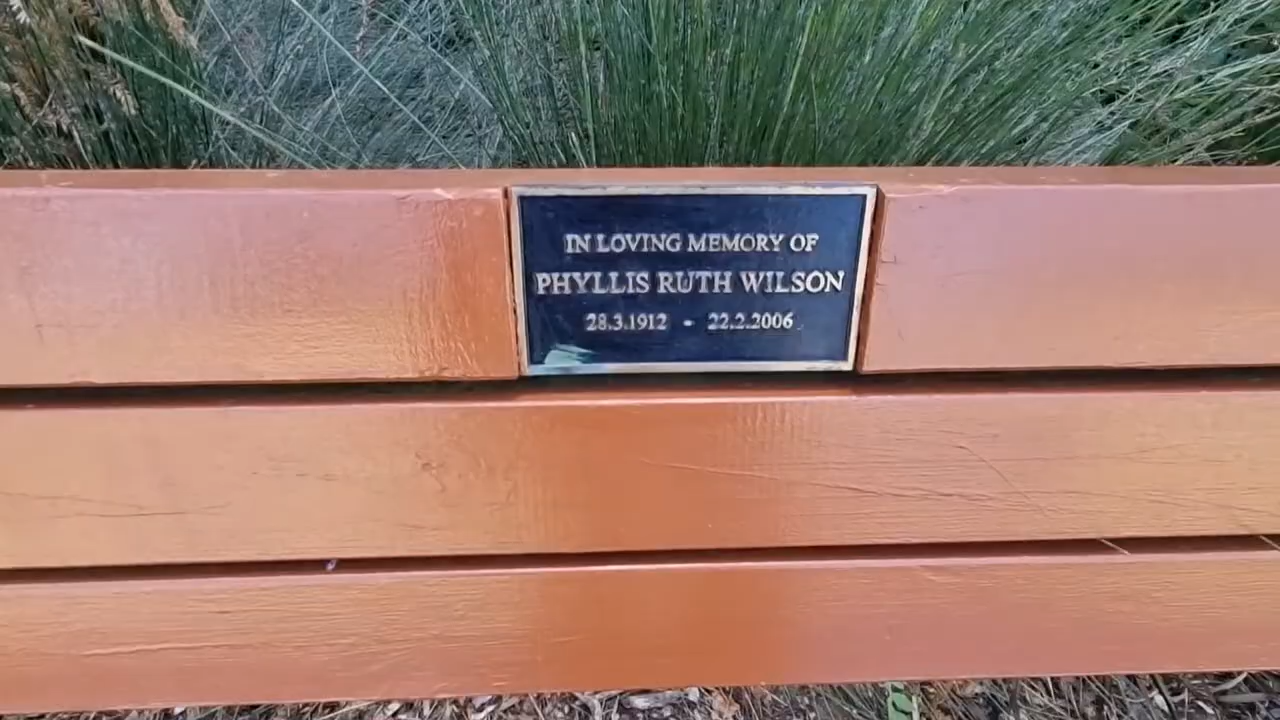 IN LOVING MEMORY OF
PHYLLIS RUTH WILSON
28.3.1912 - 22.2.2006